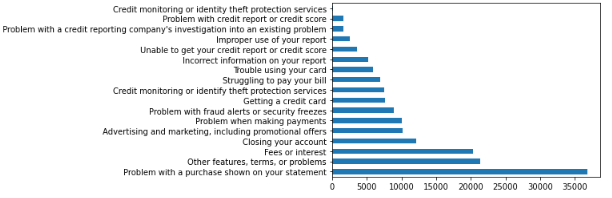 Credit monitoring or identity theft protection services
Problem with credit report or credit score
Problem with a credit reporting company's investigation into an existing problem
Improper use of your report
Unable to get your credit report or credit score
Incorrect information on your report
Trouble using your card
Struggling to pay your bill
Credit monitoring or identify theft protection services
Getting a credit card
Problem with fraud alerts or security freezes
Problem when making payments
Advertising and marketing, including promotional offers
Closing your account
Fees or interest
Other features, terms, or problems
Problem with a purchase shown on your statement
0 5000 10000 15000 20000 25000 30000 35000